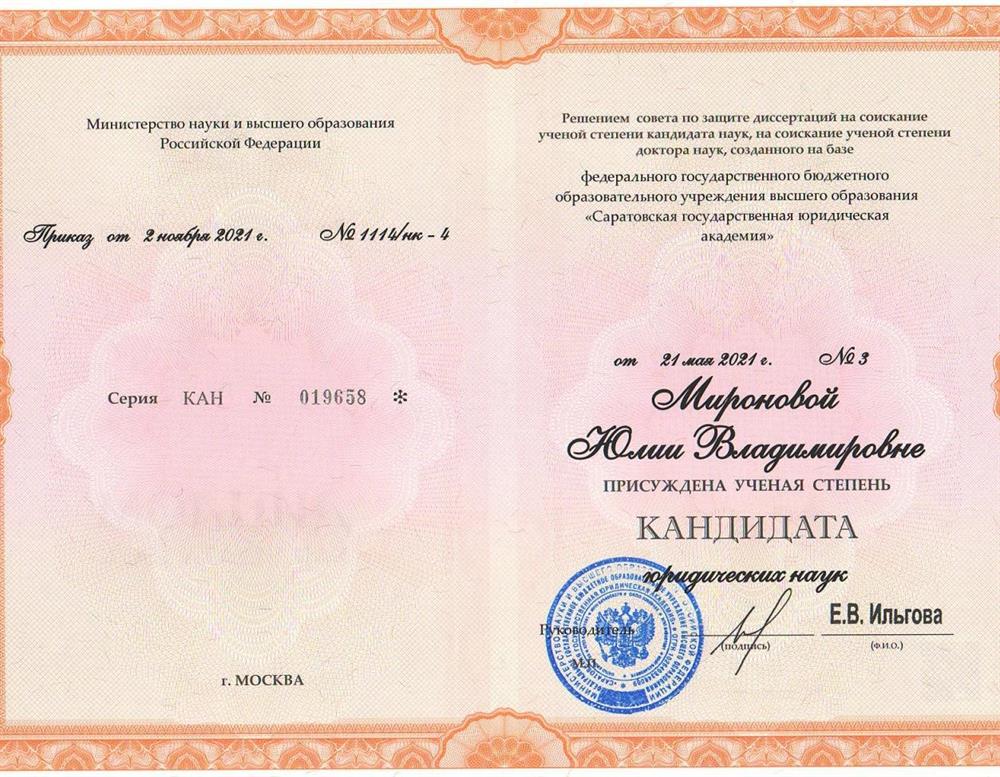 Министерство науки и высшего образования
Российской Федерации
Приказ от 2 ноября 2021 г. № 1114/нк - 4
Серия КАН № 019658 *
г. МОСКВА
Решением совета по защите диссертаций на соискание
ученой степени кандидата наук, на соискание ученой степени
доктора наук, созданного на базе
федерального государственного бюджетного
образовательного учреждения высшего образования
«Саратовская государственная юридическая
академия»
от 21 мая 2021 г. № 3
Мироновой
Юлии Владимировне
ПРИСУЖДЕНА УЧЕНАЯ СТЕПЕНЬ
КАНДИДАТА
юридических наук
Руководитель
Е.В. Ильгова
(подпись) (Ф.И.О.)
М.П.